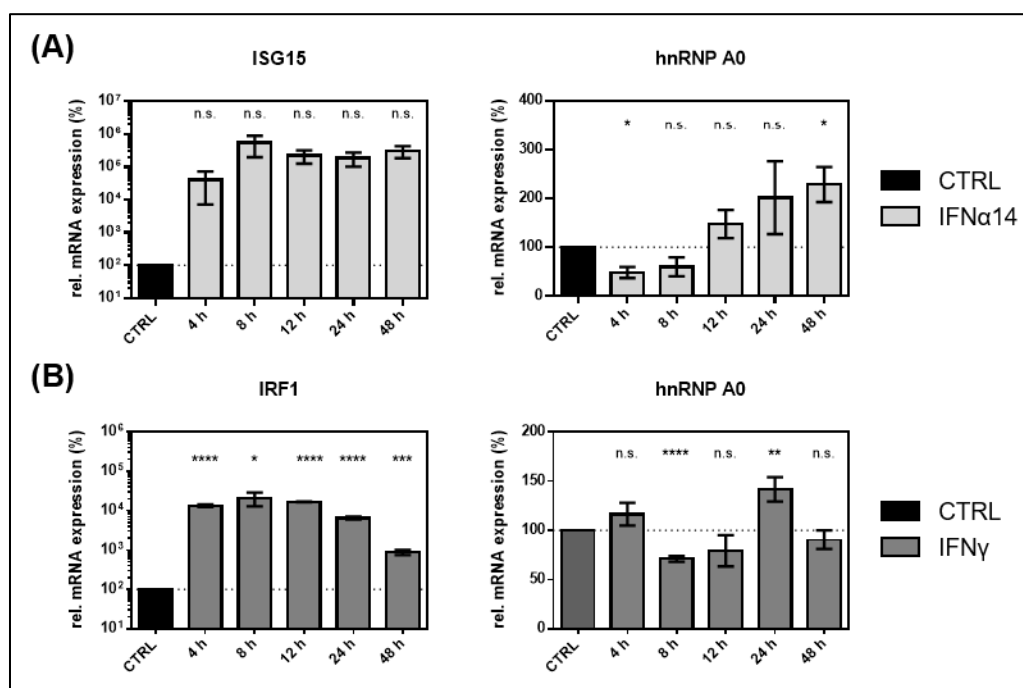 (A)
ISG15
rel. mRNA expression (%)
10⁷
10⁶
10⁵
10⁴
10³
10²
10¹
n.s. n.s. n.s. n.s. n.s.
CTRL 4 h 8 h 12 h 24 h 48 h
hnRNP A0
rel. mRNA expression (%)
400
300
200
100
0
* n.s. n.s. n.s. *
CTRL 4 h 8 h 12 h 24 h 48 h
CTRL
IFNα14
(B)
IRF1
rel. mRNA expression (%)
10⁶
10⁵
10⁴
10³
10²
10¹
**** * **** **** ***
CTRL 4 h 8 h 12 h 24 h 48 h
hnRNP A0
rel. mRNA expression (%)
200
150
100
50
0
n.s. **** n.s. ** n.s.
CTRL 4 h 8 h 12 h 24 h 48 h
CTRL
IFNγ